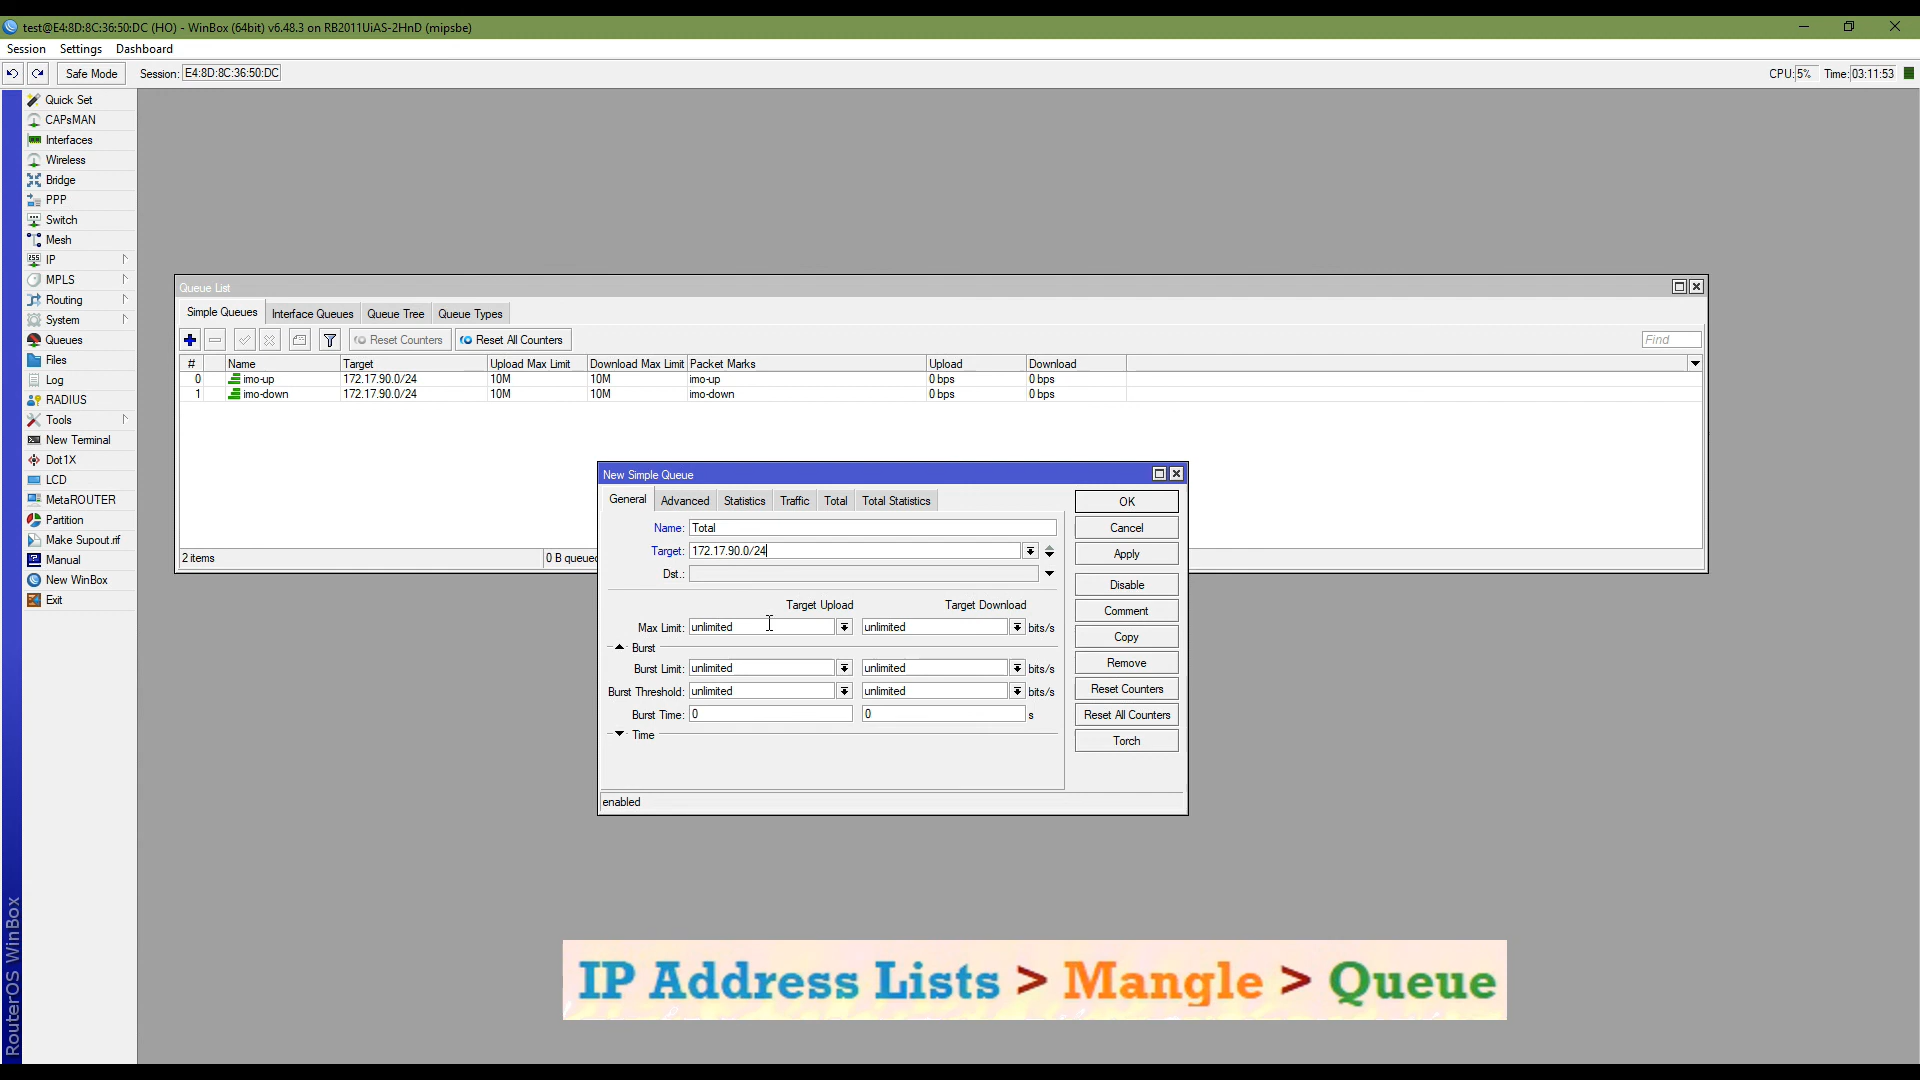 test@E4:8D:8C:36:50:DC (HO) - WinBox (64bit) v6.48.3 on RB2011UiAS-2HnD (mipsbe)
Session Settings Dashboard
Safe Mode Session: E4:8D:8C:36:50:DC CPU: 5% Time: 03:11:53
Quick Set
CAPsMAN
Interfaces
Wireless
Bridge
PPP
Switch
Mesh
IP
MPLS
Routing
System
Queues
Files
Log
RADIUS
Tools
New Terminal
Dot1X
LCD
MetaROUTER
Partition
Make Supout.rif
Manual
New WinBox
Exit
RouterOS WinBox
Queue List
Simple Queues Interface Queues Queue Tree Queue Types
Reset Counters Reset All Counters Find
# Name Target Upload Max Limit Download Max Limit Packet Marks Upload Download
0 imo-up 172.17.90.0/24 10M 10M imo-up 0 bps 0 bps
1 imo-down 172.17.90.0/24 10M 10M imo-down 0 bps 0 bps
2 items 0 B queued
New Simple Queue
General Advanced Statistics Traffic Total Total Statistics
Name: Total
Target: 172.17.90.0/24
Dst.:
Target Upload Target Download
Max Limit: unlimited unlimited bits/s
Burst
Burst Limit: unlimited unlimited bits/s
Burst Threshold: unlimited unlimited bits/s
Burst Time: 0 0 s
Time
enabled
OK
Cancel
Apply
Disable
Comment
Copy
Remove
Reset Counters
Reset All Counters
Torch
IP Address Lists > Mangle > Queue